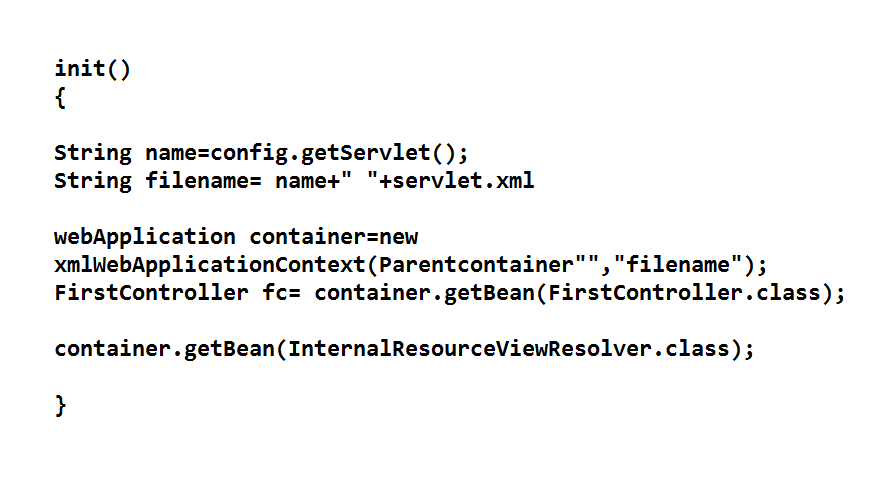 init()
{
String name=config.getServlet();
String filename= name+" "+servlet.xml
webApplication container=new
xmlWebApplicationContext(Parentcontainer"","filename");
FirstController fc= container.getBean(FirstController.class);
container.getBean(InternalResourceViewResolver.class);
}